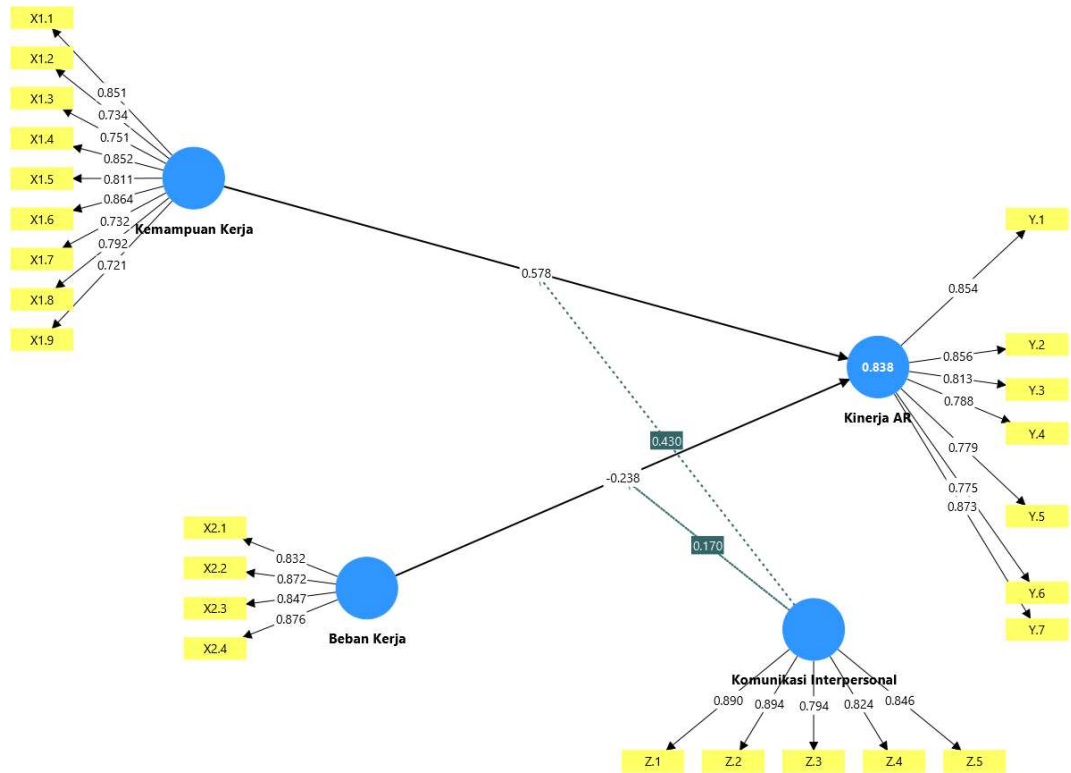 X1.1
X1.2
X1.3
X1.4
X1.5
X1.6
X1.7
X1.8
X1.9
0.851
0.734
0.751
0.852
0.811
0.864
0.732
0.792
0.721
Kemampuan Kerja
0.578
0.838
Kinerja AR
0.854
0.856
0.813
0.788
0.779
0.775
0.873
Y.1
Y.2
Y.3
Y.4
Y.5
Y.6
Y.7
0.430
-0.238
0.170
X2.1
X2.2
X2.3
X2.4
0.832
0.872
0.847
0.876
Beban Kerja
Komunikasi Interpersonal
0.890
0.894
0.794
0.824
0.846
Z.1
Z.2
Z.3
Z.4
Z.5